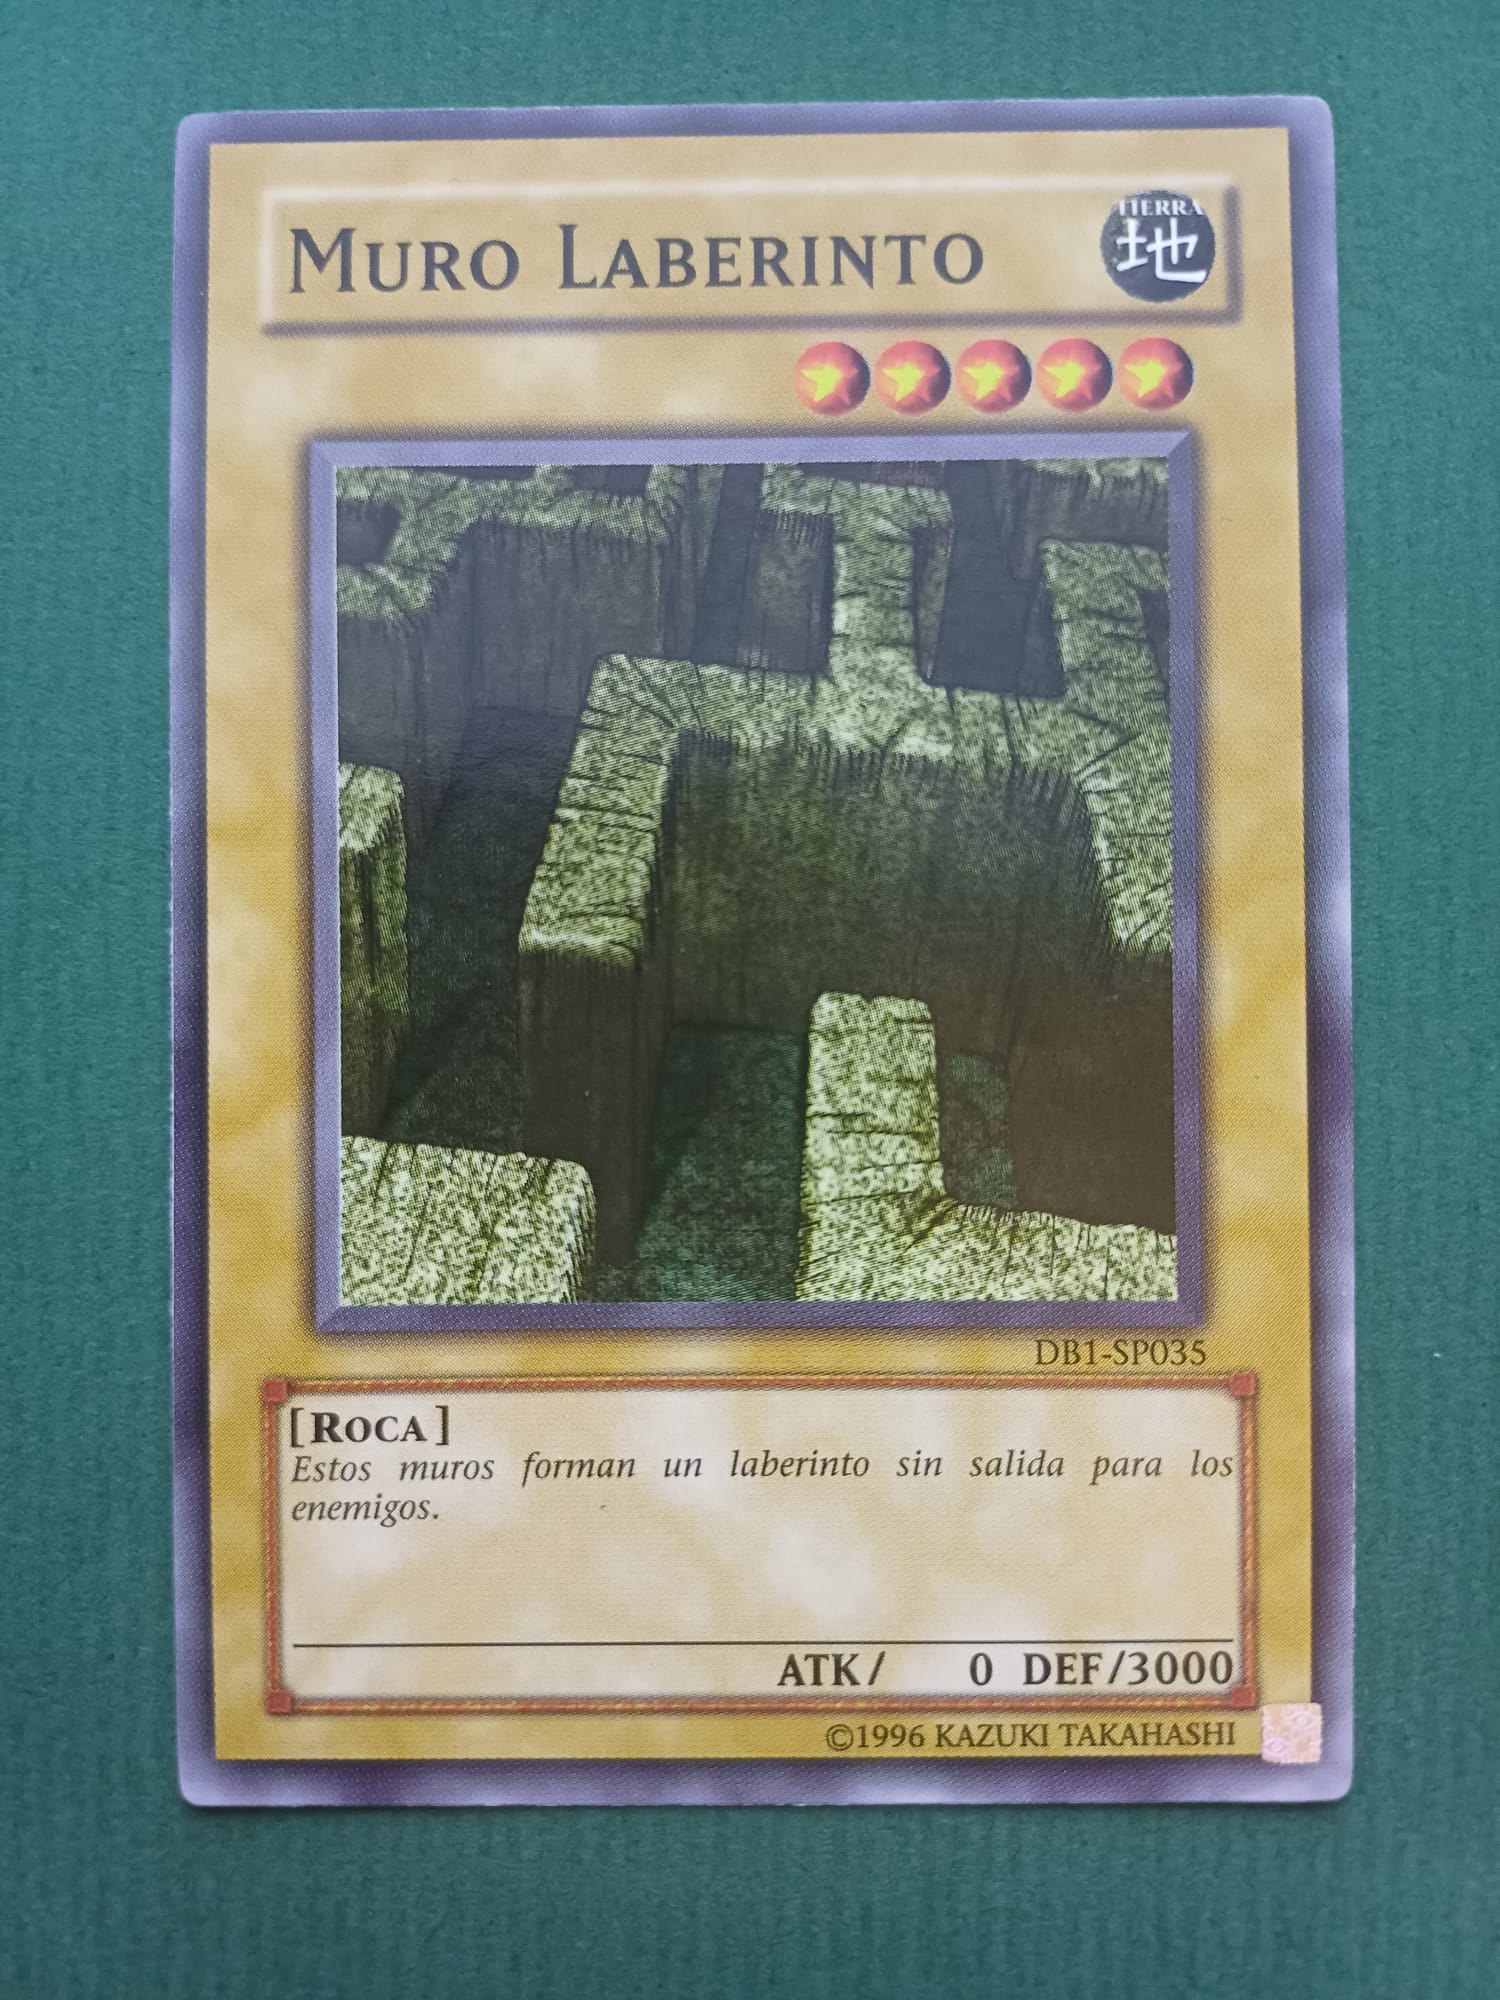 MURO LABERINTO
TIERRA
地
DB1-SP035
[ROCA]
Estos muros forman un laberinto sin salida para los
enemigos.
ATK/ 0 DEF/3000
©1996 KAZUKI TAKAHASHI